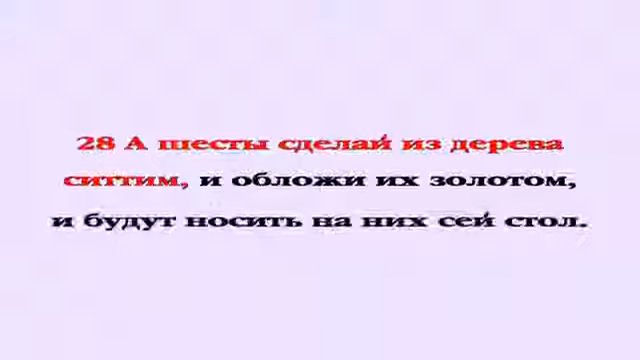 28 А шесты сделай из дерева
ситтим, и обложи их золотом,
и будут носить на них сей стол.